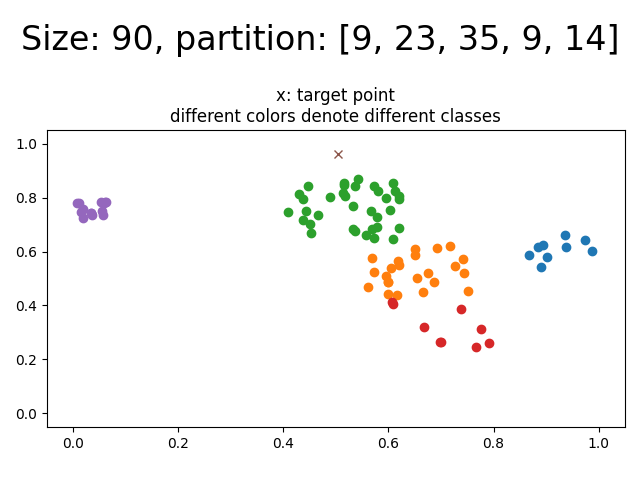 Size: 90, partition: [9, 23, 35, 9, 14]
x: target point
different colors denote different classes
1.0
0.8
0.6
0.4
0.2
0.0
0.0 0.2 0.4 0.6 0.8 1.0